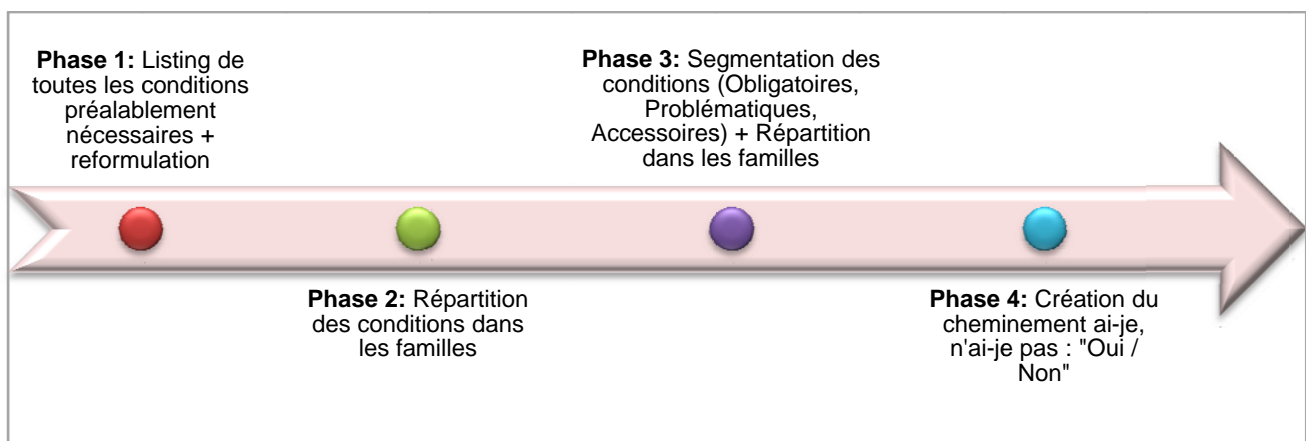 Phase 1: Listing de
toutes les conditions
préalablement
nécessaires +
reformulation
Phase 2: Répartition
des conditions dans
les familles
Phase 3: Segmentation des
conditions (Obligatoires,
Problématiques,
Accessoires) + Répartition
dans les familles
Phase 4: Création du
cheminement ai-je,
n'ai-je pas : "Oui /
Non"